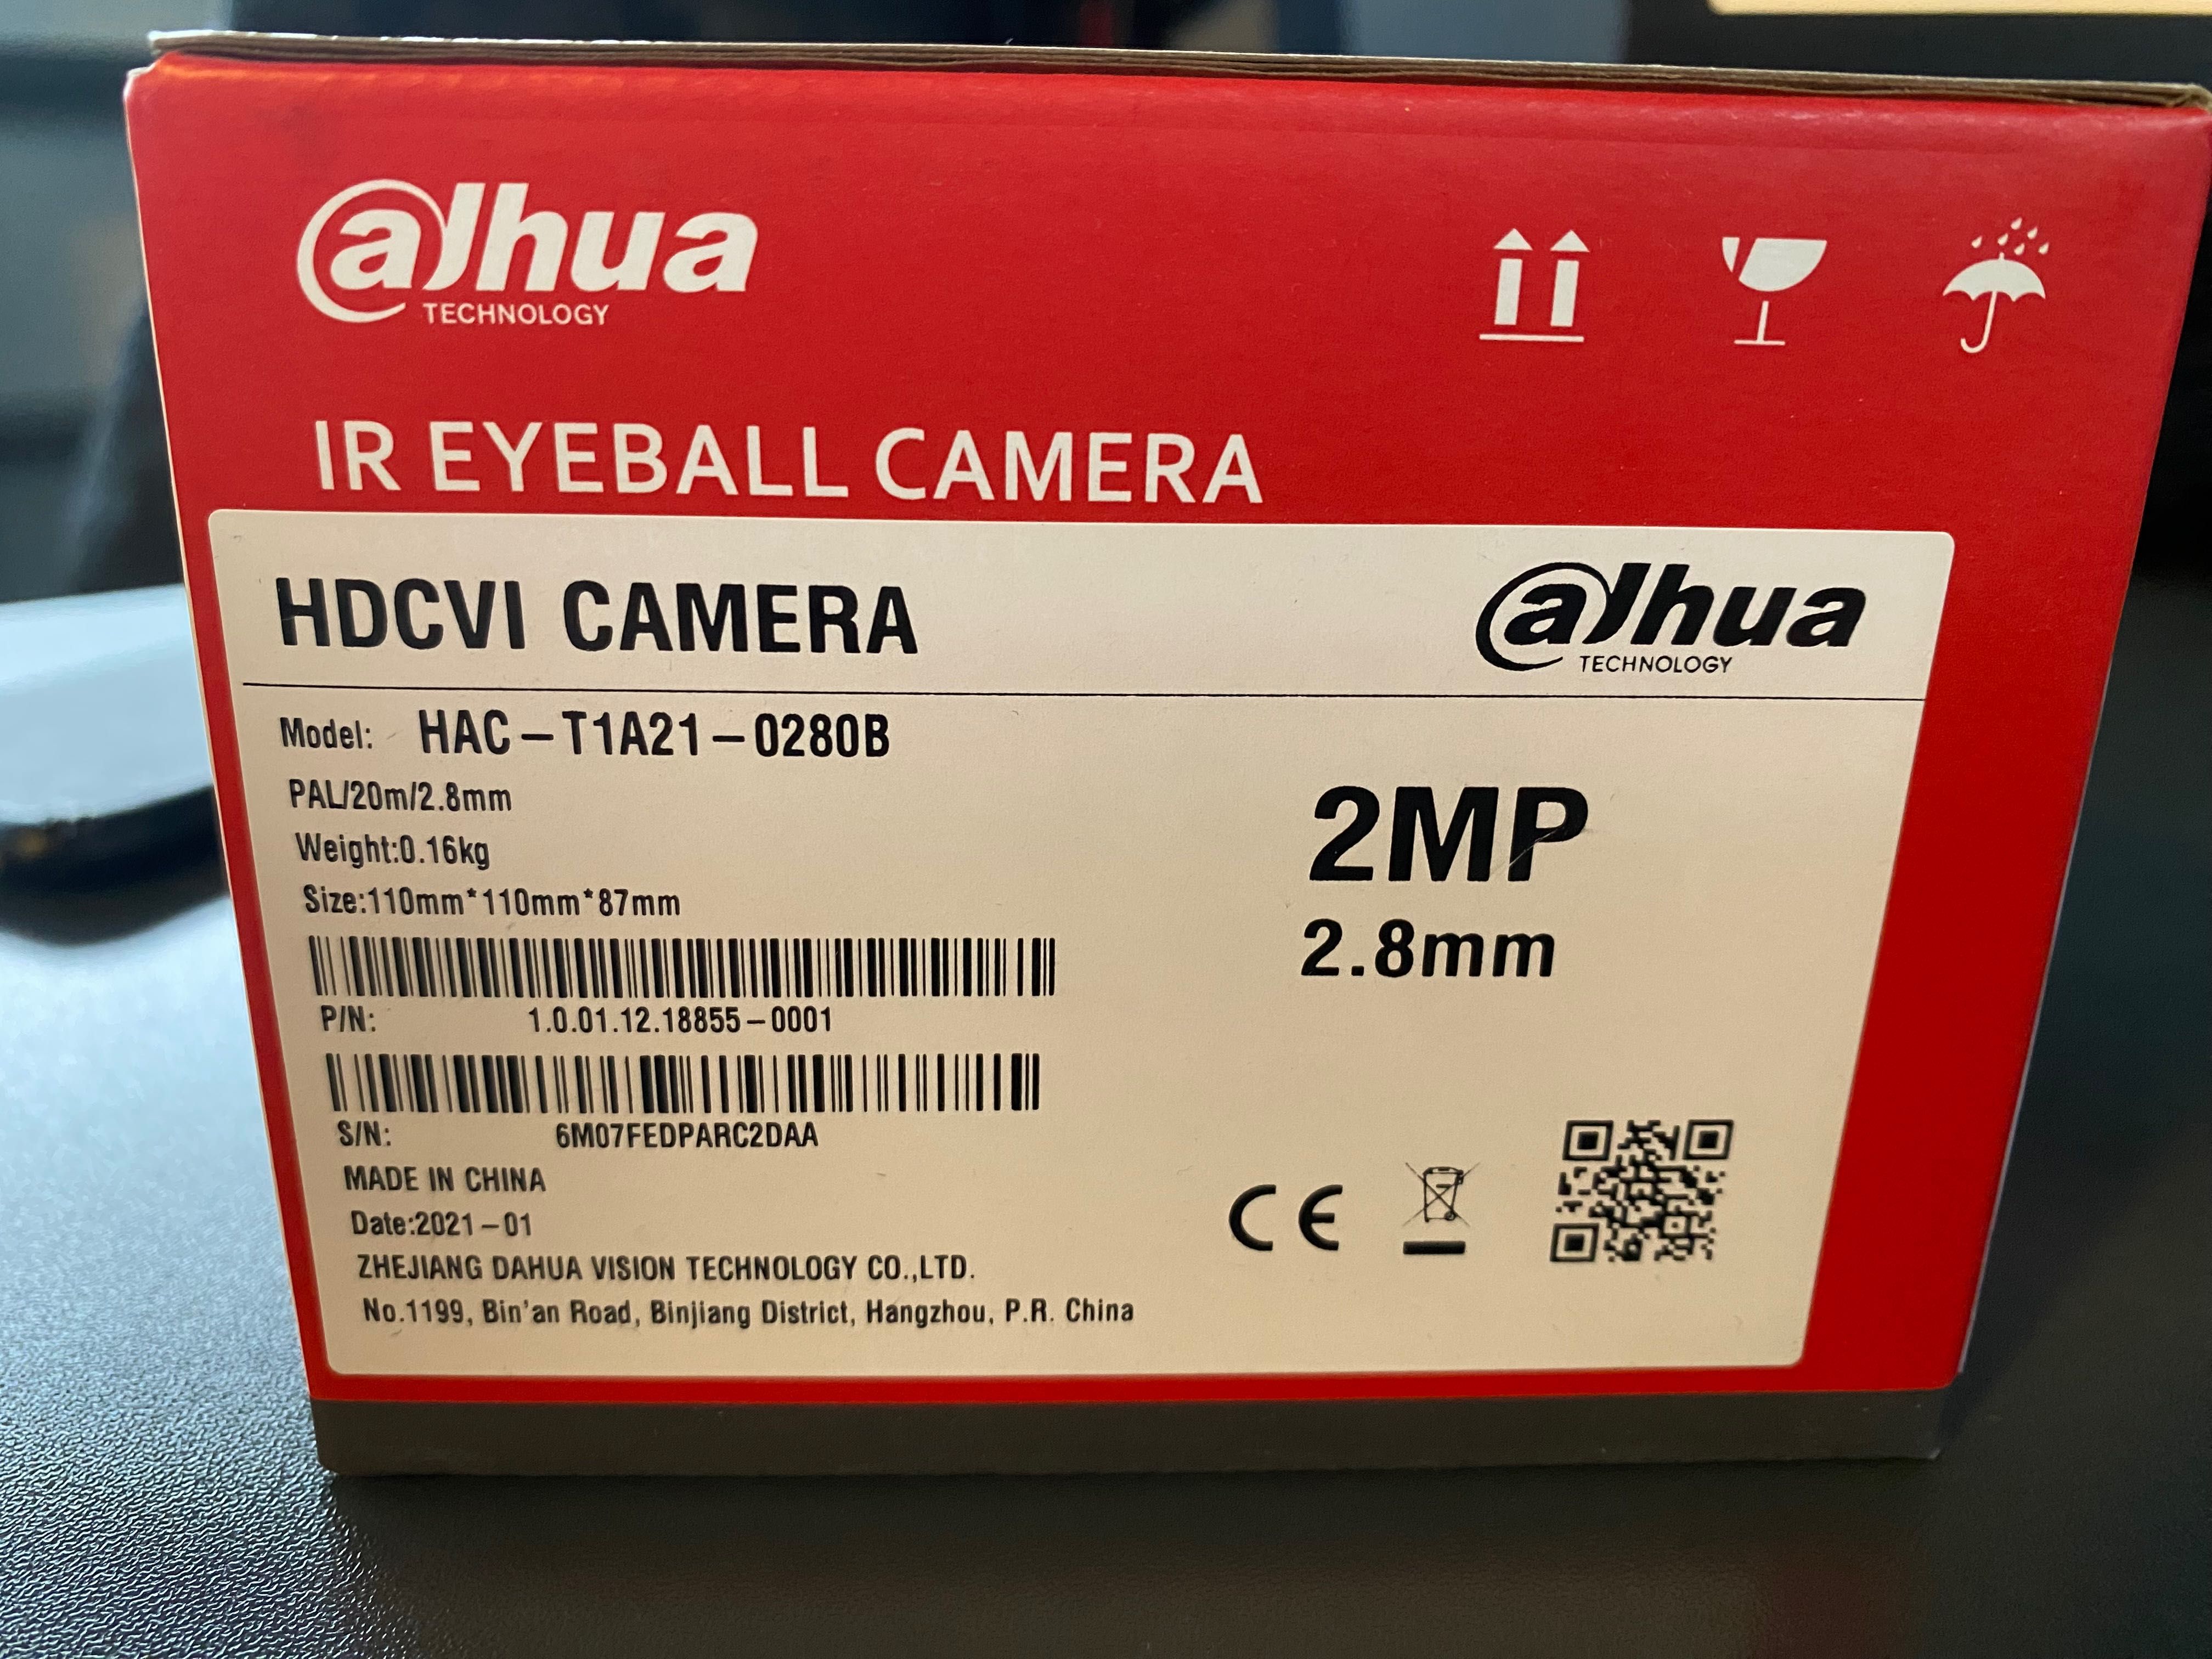 alhua
TECHNOLOGY
IR EYEBALL CAMERA
HDCVI CAMERA
alhua
TECHNOLOGY
Model: HAC-T1A21-0280B
PAL/20m/2.8mm
Weight:0.16kg
Size:110mm*110mm*87mm
2MP
2.8mm
P/N: 1.0.01.12.18855-0001
S/N: 6M07FEDPARC2DAA
MADE IN CHINA
Date:2021-01
ZHEJIANG DAHUA VISION TECHNOLOGY CO.,LTD.
No.1199, Bin'an Road, Binjiang District, Hangzhou, P.R. China
CE